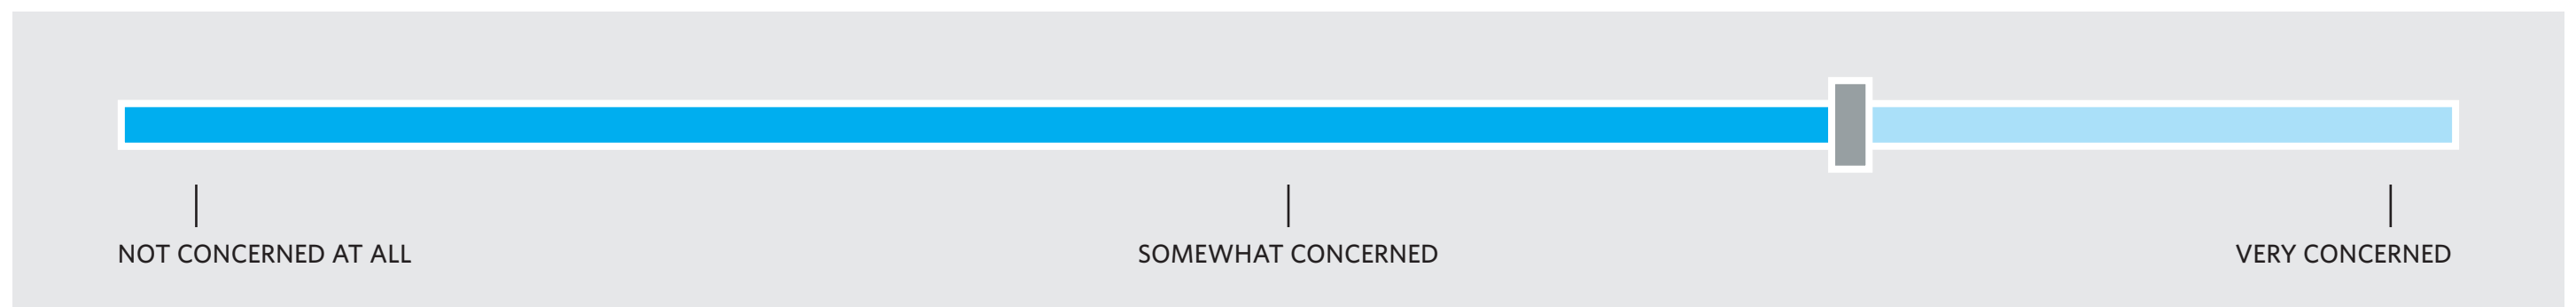 NOT CONCERNED AT ALL
SOMEWHAT CONCERNED
VERY CONCERNED